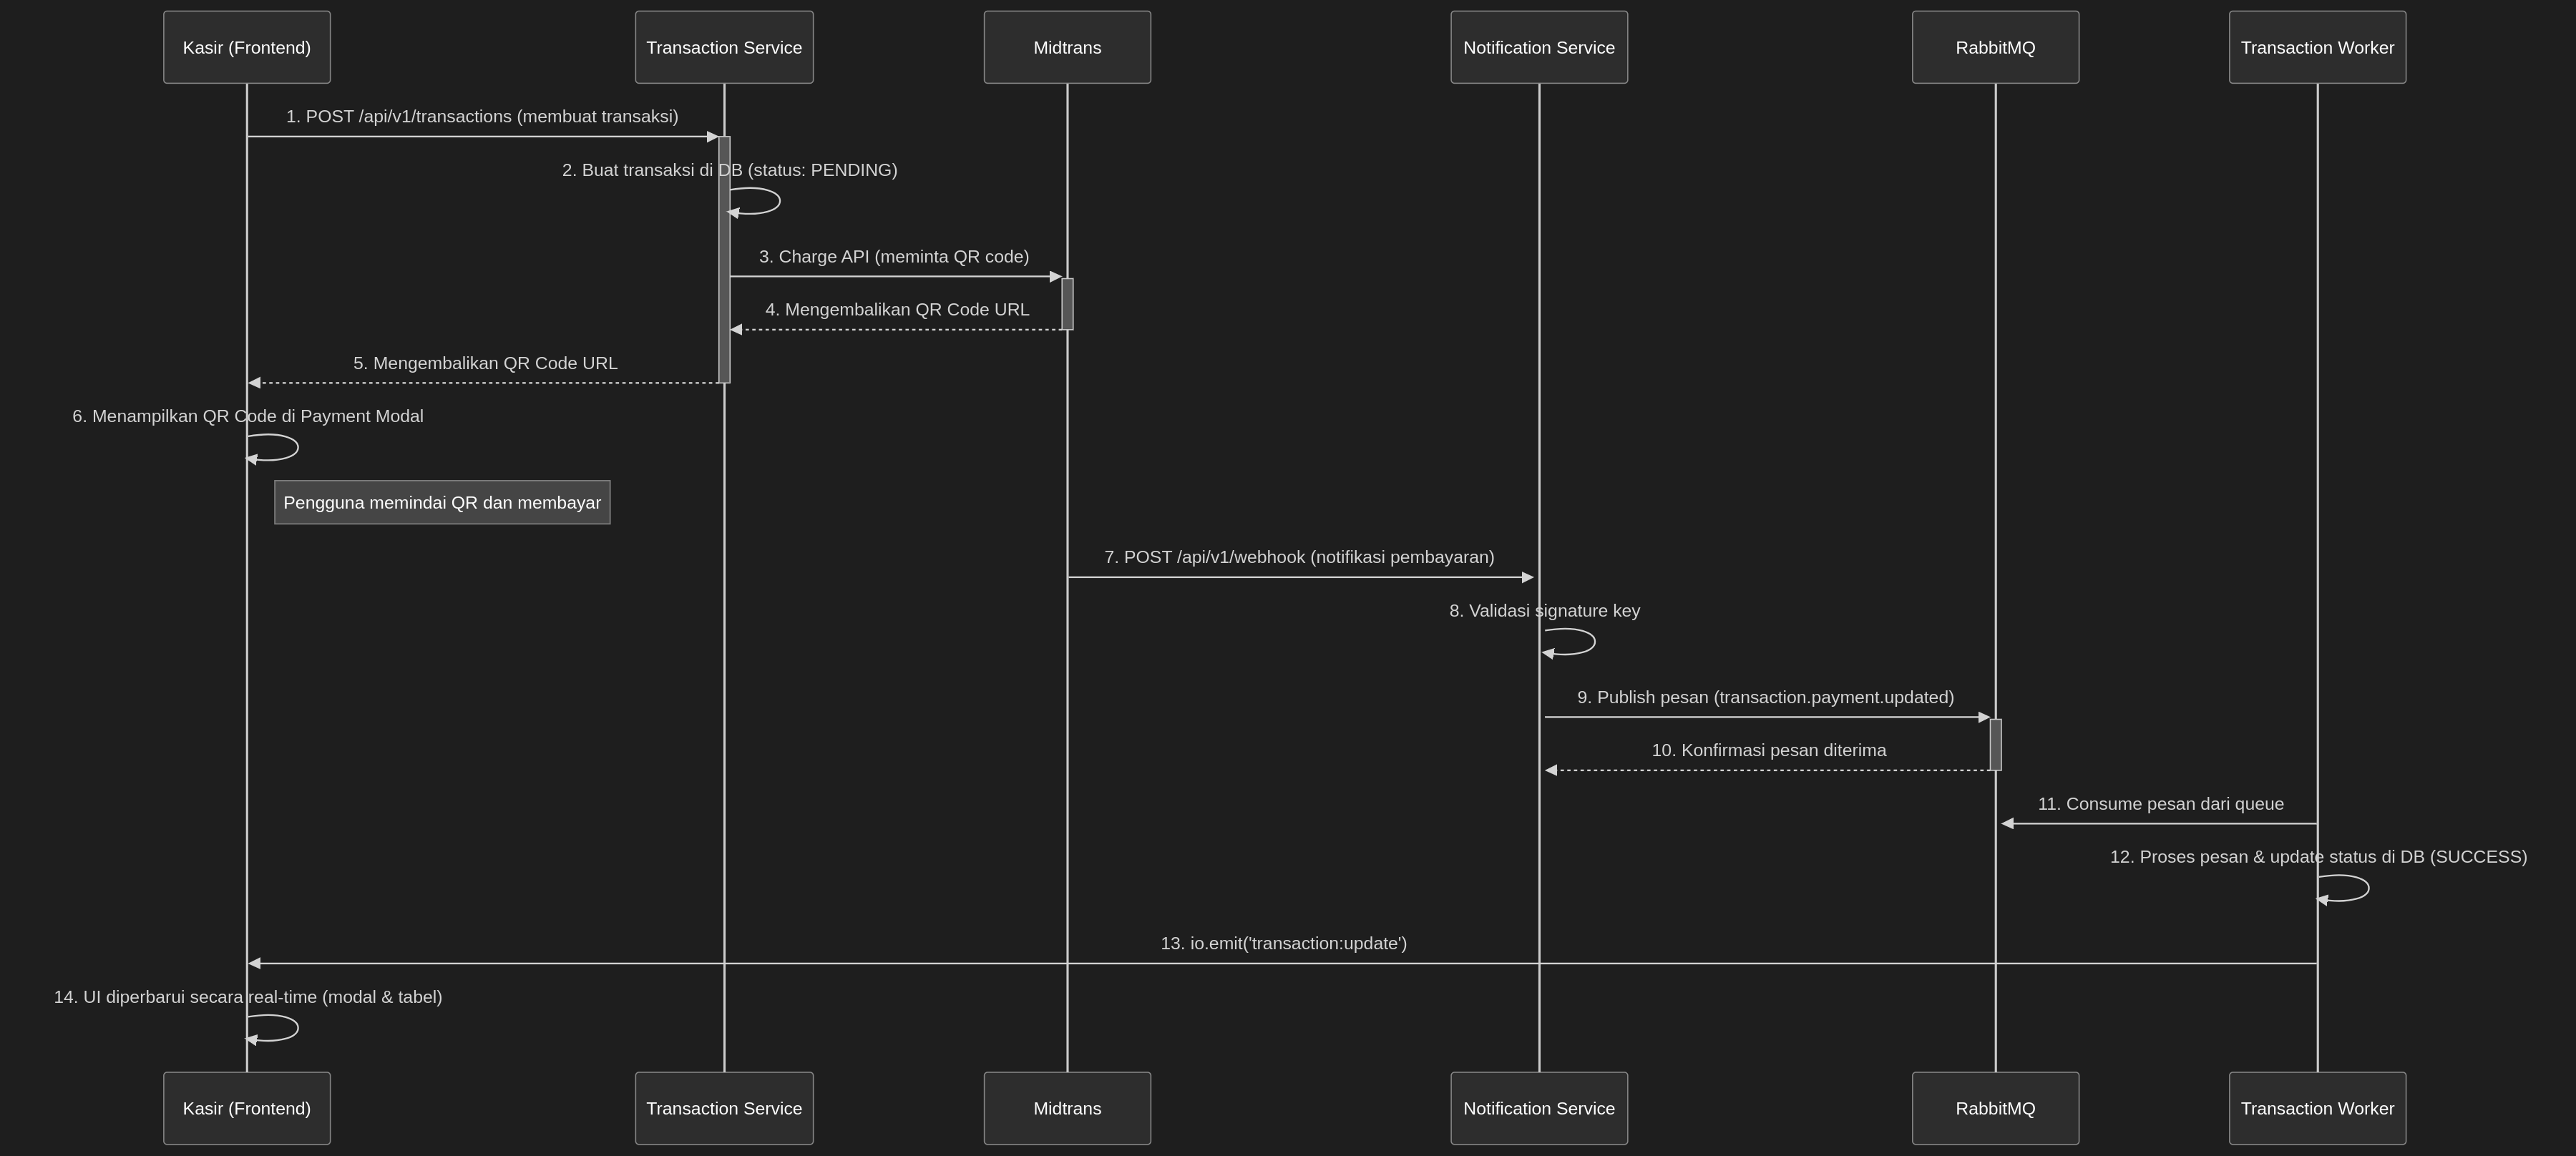 Kasir (Frontend)
Transaction Service
Midtrans
Notification Service
RabbitMQ
Transaction Worker
1. POST /api/v1/transactions (membuat transaksi)
2. Buat transaksi di DB (status: PENDING)
3. Charge API (meminta QR code)
4. Mengembalikan QR Code URL
5. Mengembalikan QR Code URL
6. Menampilkan QR Code di Payment Modal
Pengguna memindai QR dan membayar
7. POST /api/v1/webhook (notifikasi pembayaran)
8. Validasi signature key
9. Publish pesan (transaction.payment.updated)
10. Konfirmasi pesan diterima
11. Consume pesan dari queue
12. Proses pesan & update status di DB (SUCCESS)
13. io.emit('transaction:update')
14. UI diperbarui secara real-time (modal & tabel)
Kasir (Frontend)
Transaction Service
Midtrans
Notification Service
RabbitMQ
Transaction Worker